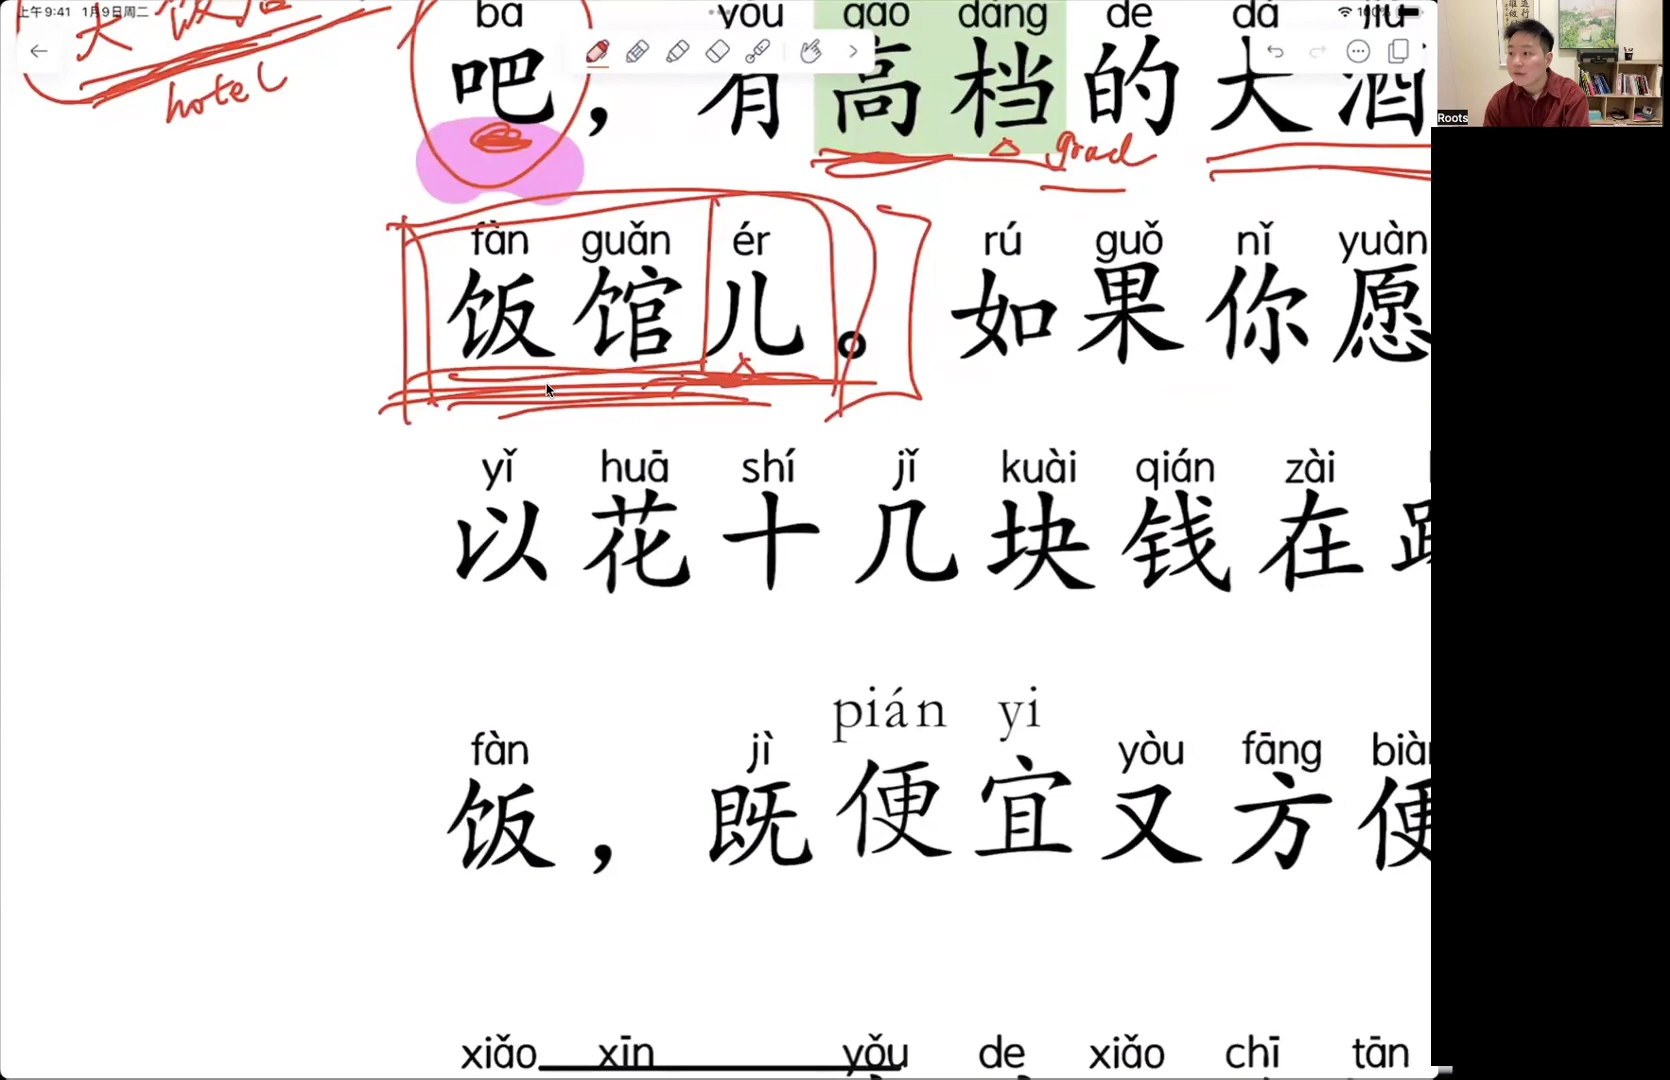 上午9:41 1月9日周二
大饭店
hotel
ba yǒu gāo dàng de dà jiǔ
吧，有高档的大酒
grad
Roots
fàn guǎn ér rú guǒ nǐ yuàn
饭馆儿。如果你愿
yǐ huā shí jǐ kuài qián zài
以花十几块钱在
pián yi
fàn jì yòu fāng biàn
饭，既便宜又方便
xiǎo xīn yǒu de xiǎo chī tān